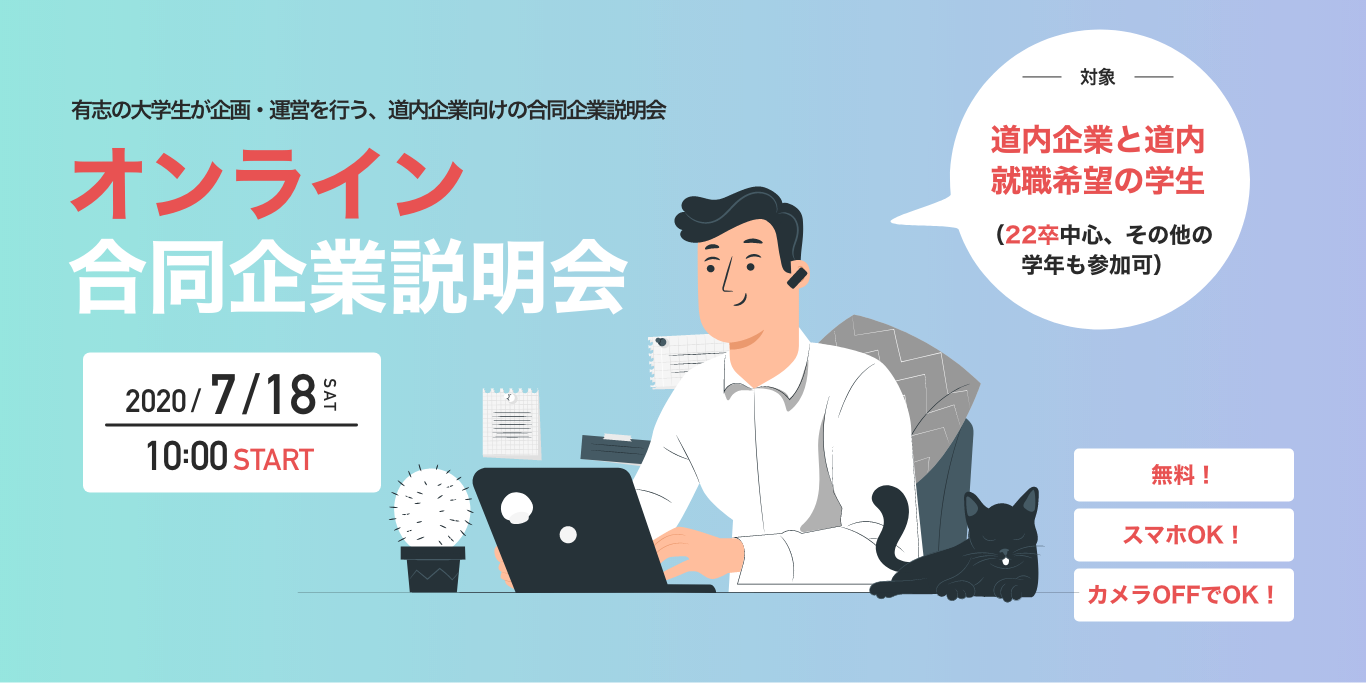 有志の大学生が企画・運営を行う、道内企業向けの合同企業説明会
オンライン
合同企業説明会
2020/ 7/18 SAT
10:00 START
対象
道内企業と道内
就職希望の学生
（22卒中心、その他の
学年も参加可）
無料！
スマホOK！
カメラOFFでOK！